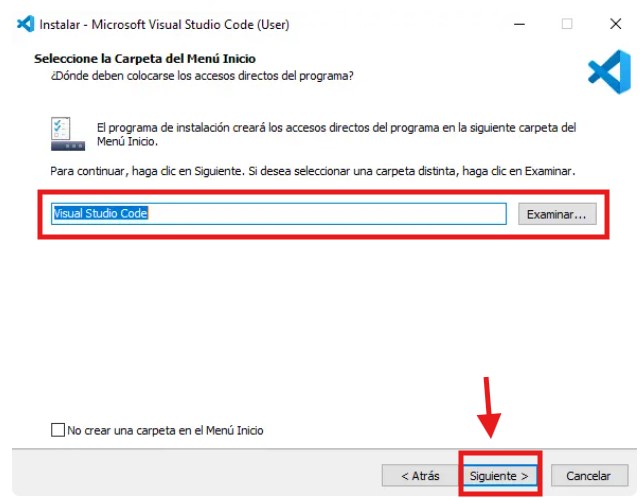 Instalar - Microsoft Visual Studio Code (User)
Seleccione la Carpeta del Menú Inicio
¿Dónde deben colocarse los accesos directos del programa?
El programa de instalación creará los accesos directos del programa en la siguiente carpeta del
Menú Inicio.
Para continuar, haga clic en Siguiente. Si desea seleccionar una carpeta distinta, haga clic en Examinar.
Visual Studio Code
Examinar...
No crear una carpeta en el Menú Inicio
< Atrás
Siguiente >
Cancelar